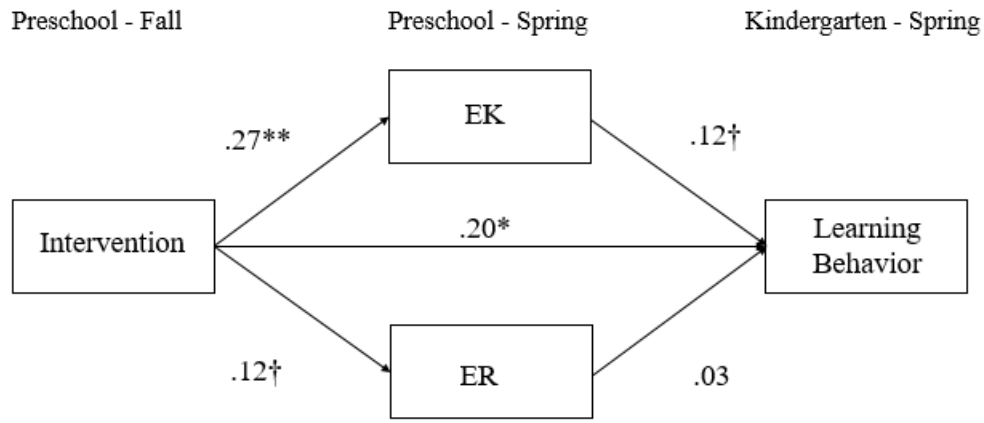 Preschool - Fall
Preschool - Spring
Kindergarten - Spring
EK
.27**
.12†
Intervention
.20*
Learning
Behavior
.12†
ER
.03